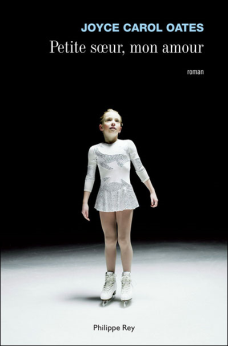 JOYCE CAROL OATES
Petite sœur, mon amour
roman
Philippe Rey